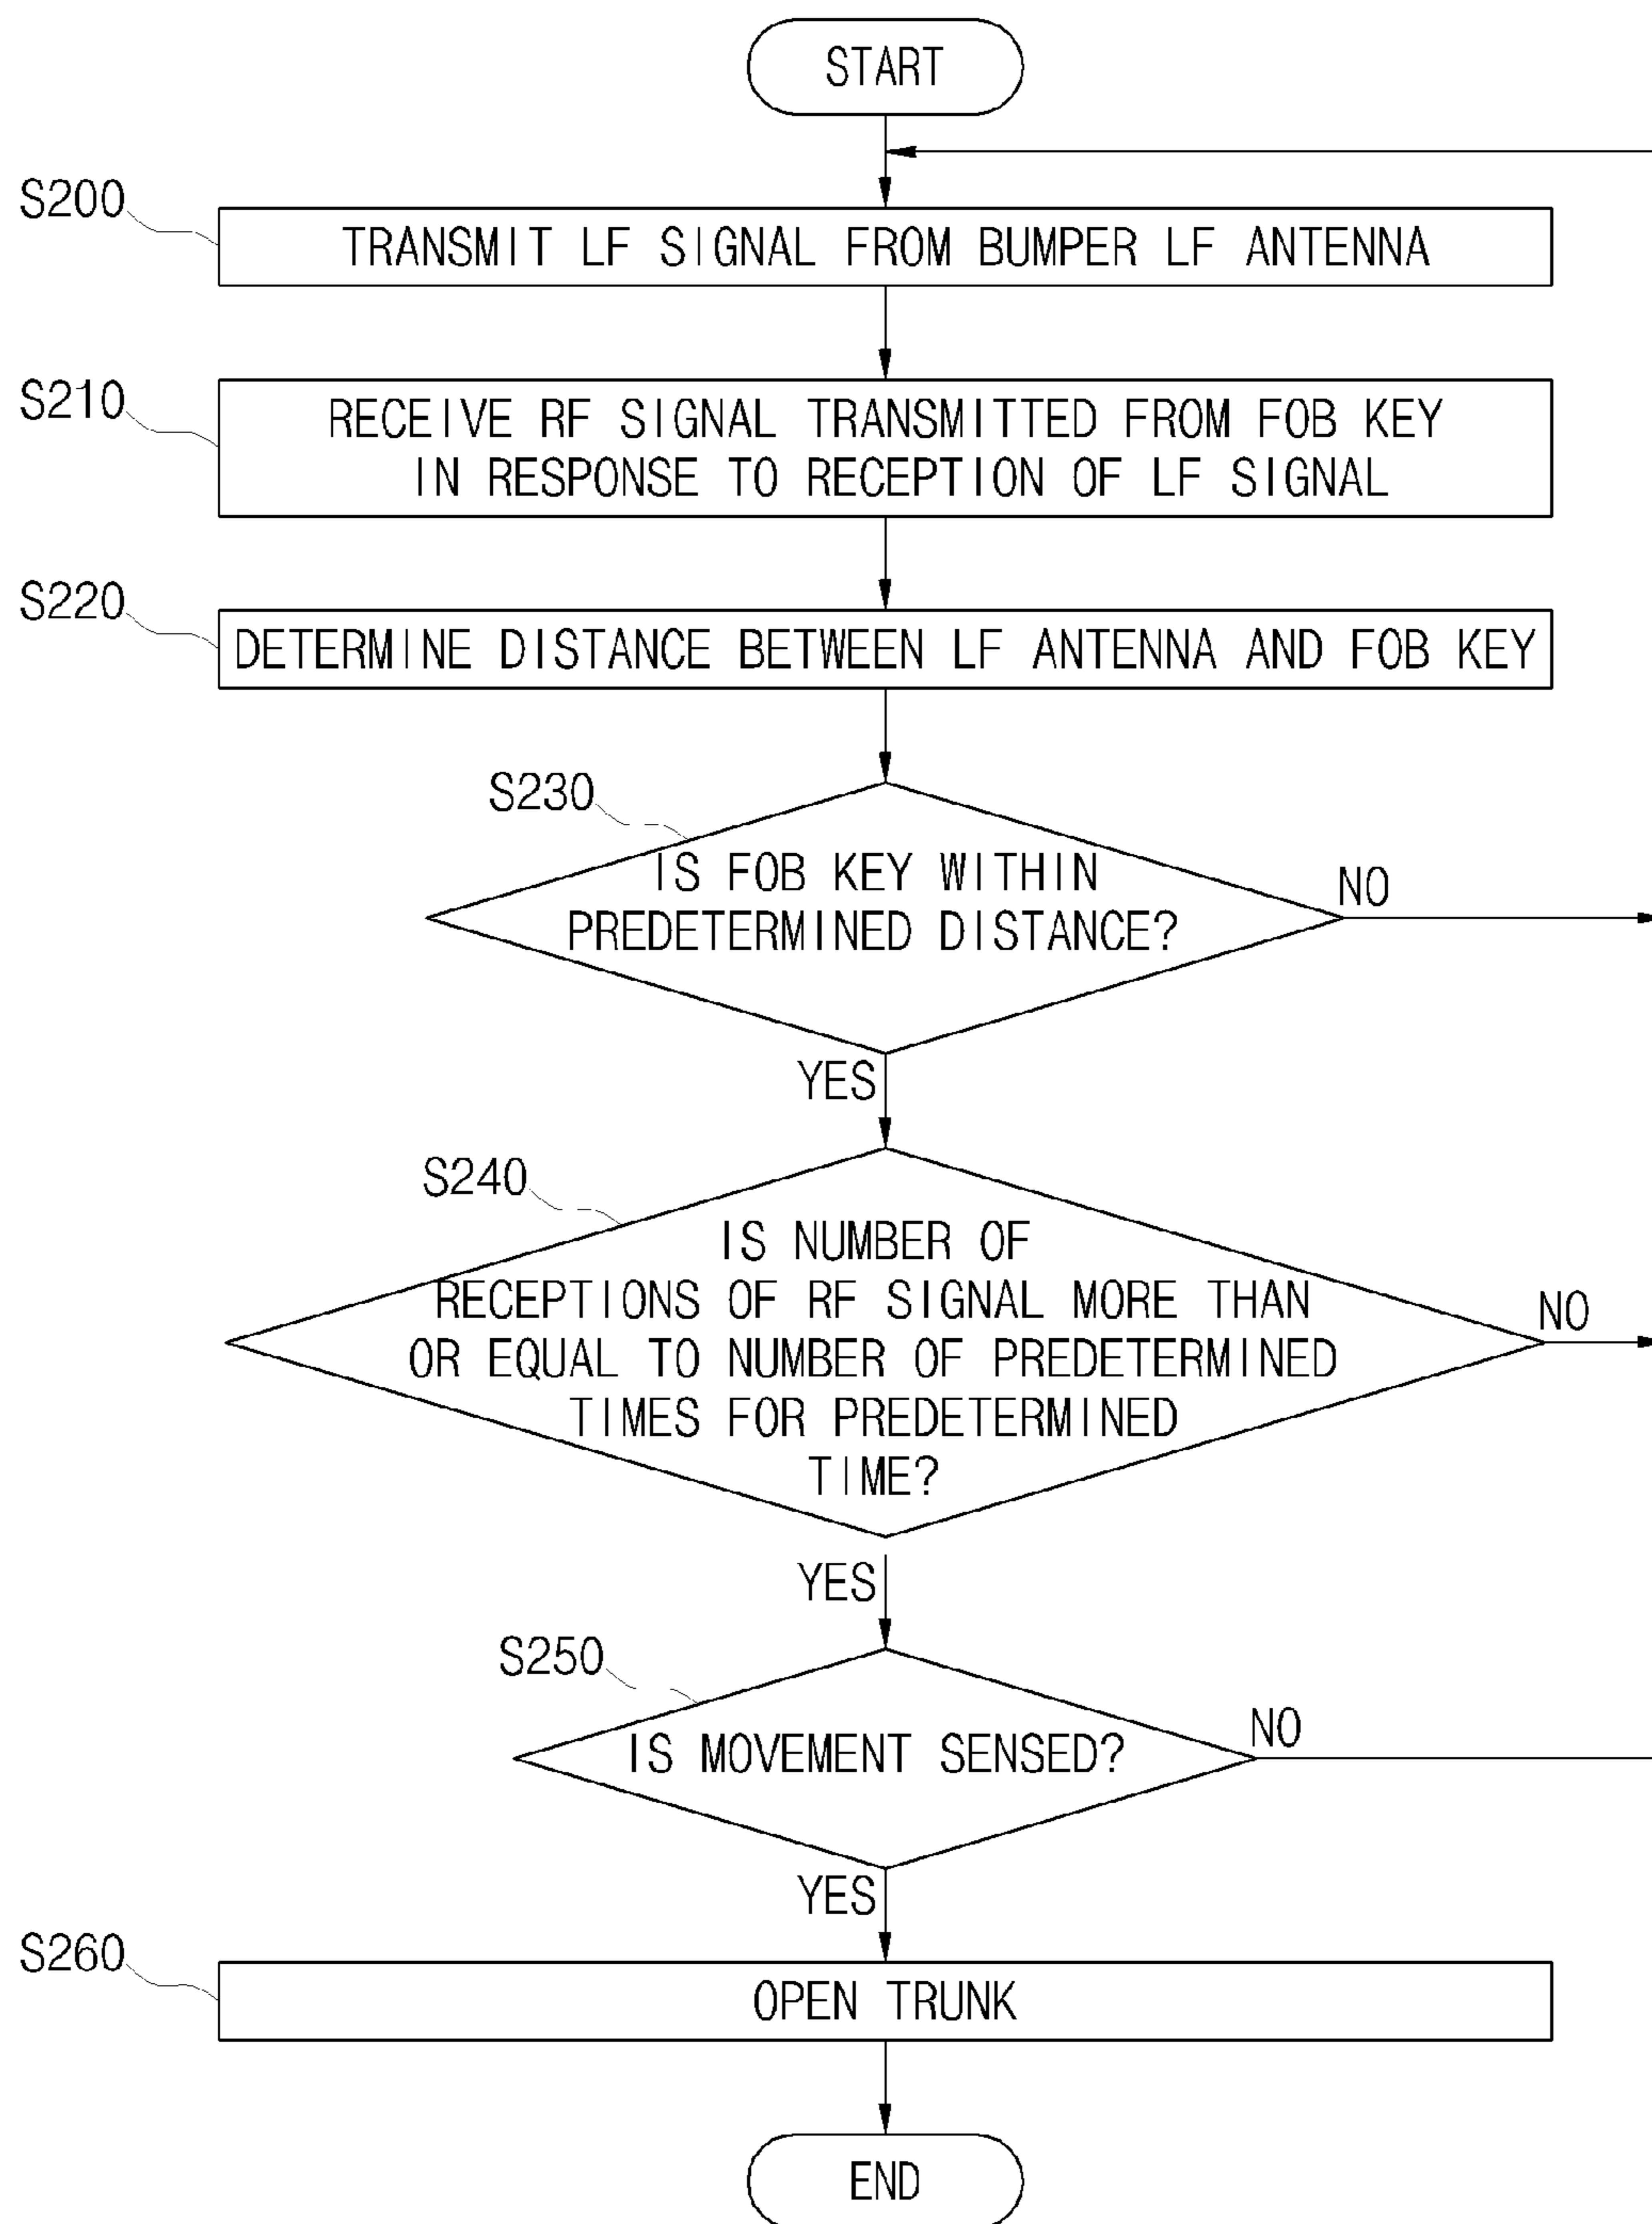 START
S200
TRANSMIT LF SIGNAL FROM BUMPER LF ANTENNA
S210
RECEIVE RF SIGNAL TRANSMITTED FROM FOB KEY
IN RESPONSE TO RECEPTION OF LF SIGNAL
S220
DETERMINE DISTANCE BETWEEN LF ANTENNA AND FOB KEY
S230
IS FOB KEY WITHIN
PREDETERMINED DISTANCE?
NO
YES
S240
IS NUMBER OF
RECEPTIONS OF RF SIGNAL MORE THAN
OR EQUAL TO NUMBER OF PREDETERMINED
TIMES FOR PREDETERMINED
TIME?
NO
YES
S250
IS MOVEMENT SENSED?
NO
YES
S260
OPEN TRUNK
END